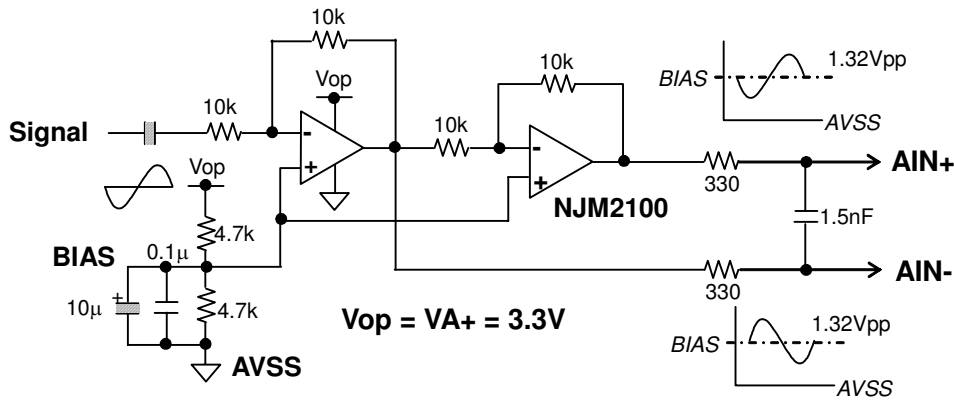 10k
Vop
10k
Signal
Vop
4.7k
BIAS
0.1µ
10µ
4.7k
AVSS
10k
10k
NJM2100
Vop = VA+ = 3.3V
BIAS
1.32Vpp
AVSS
330
AIN+
1.5nF
330
AIN-
BIAS
1.32Vpp
AVSS